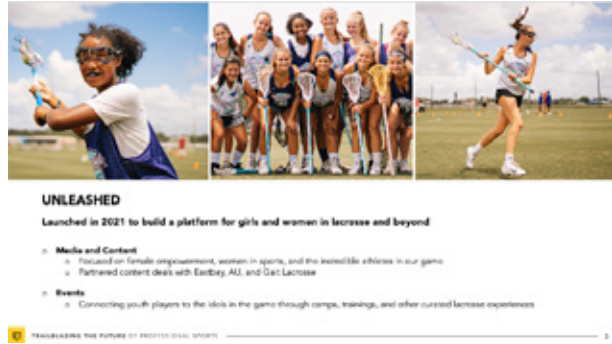 UNLEASHED
Launched in 2021 to build a platform for girls and women in lacrosse and beyond
Media and Content
Focused on female empowerment, women in sports, and the incredible athletes in our game
Partnered content deals with Eastbay, AU, and Gait Lacrosse
Events
Connecting youth players to the idols in the game through camps, trainings, and other curated lacrosse experiences
TRAILBLAZING THE FUTURE OF PROFESSIONAL SPORTS